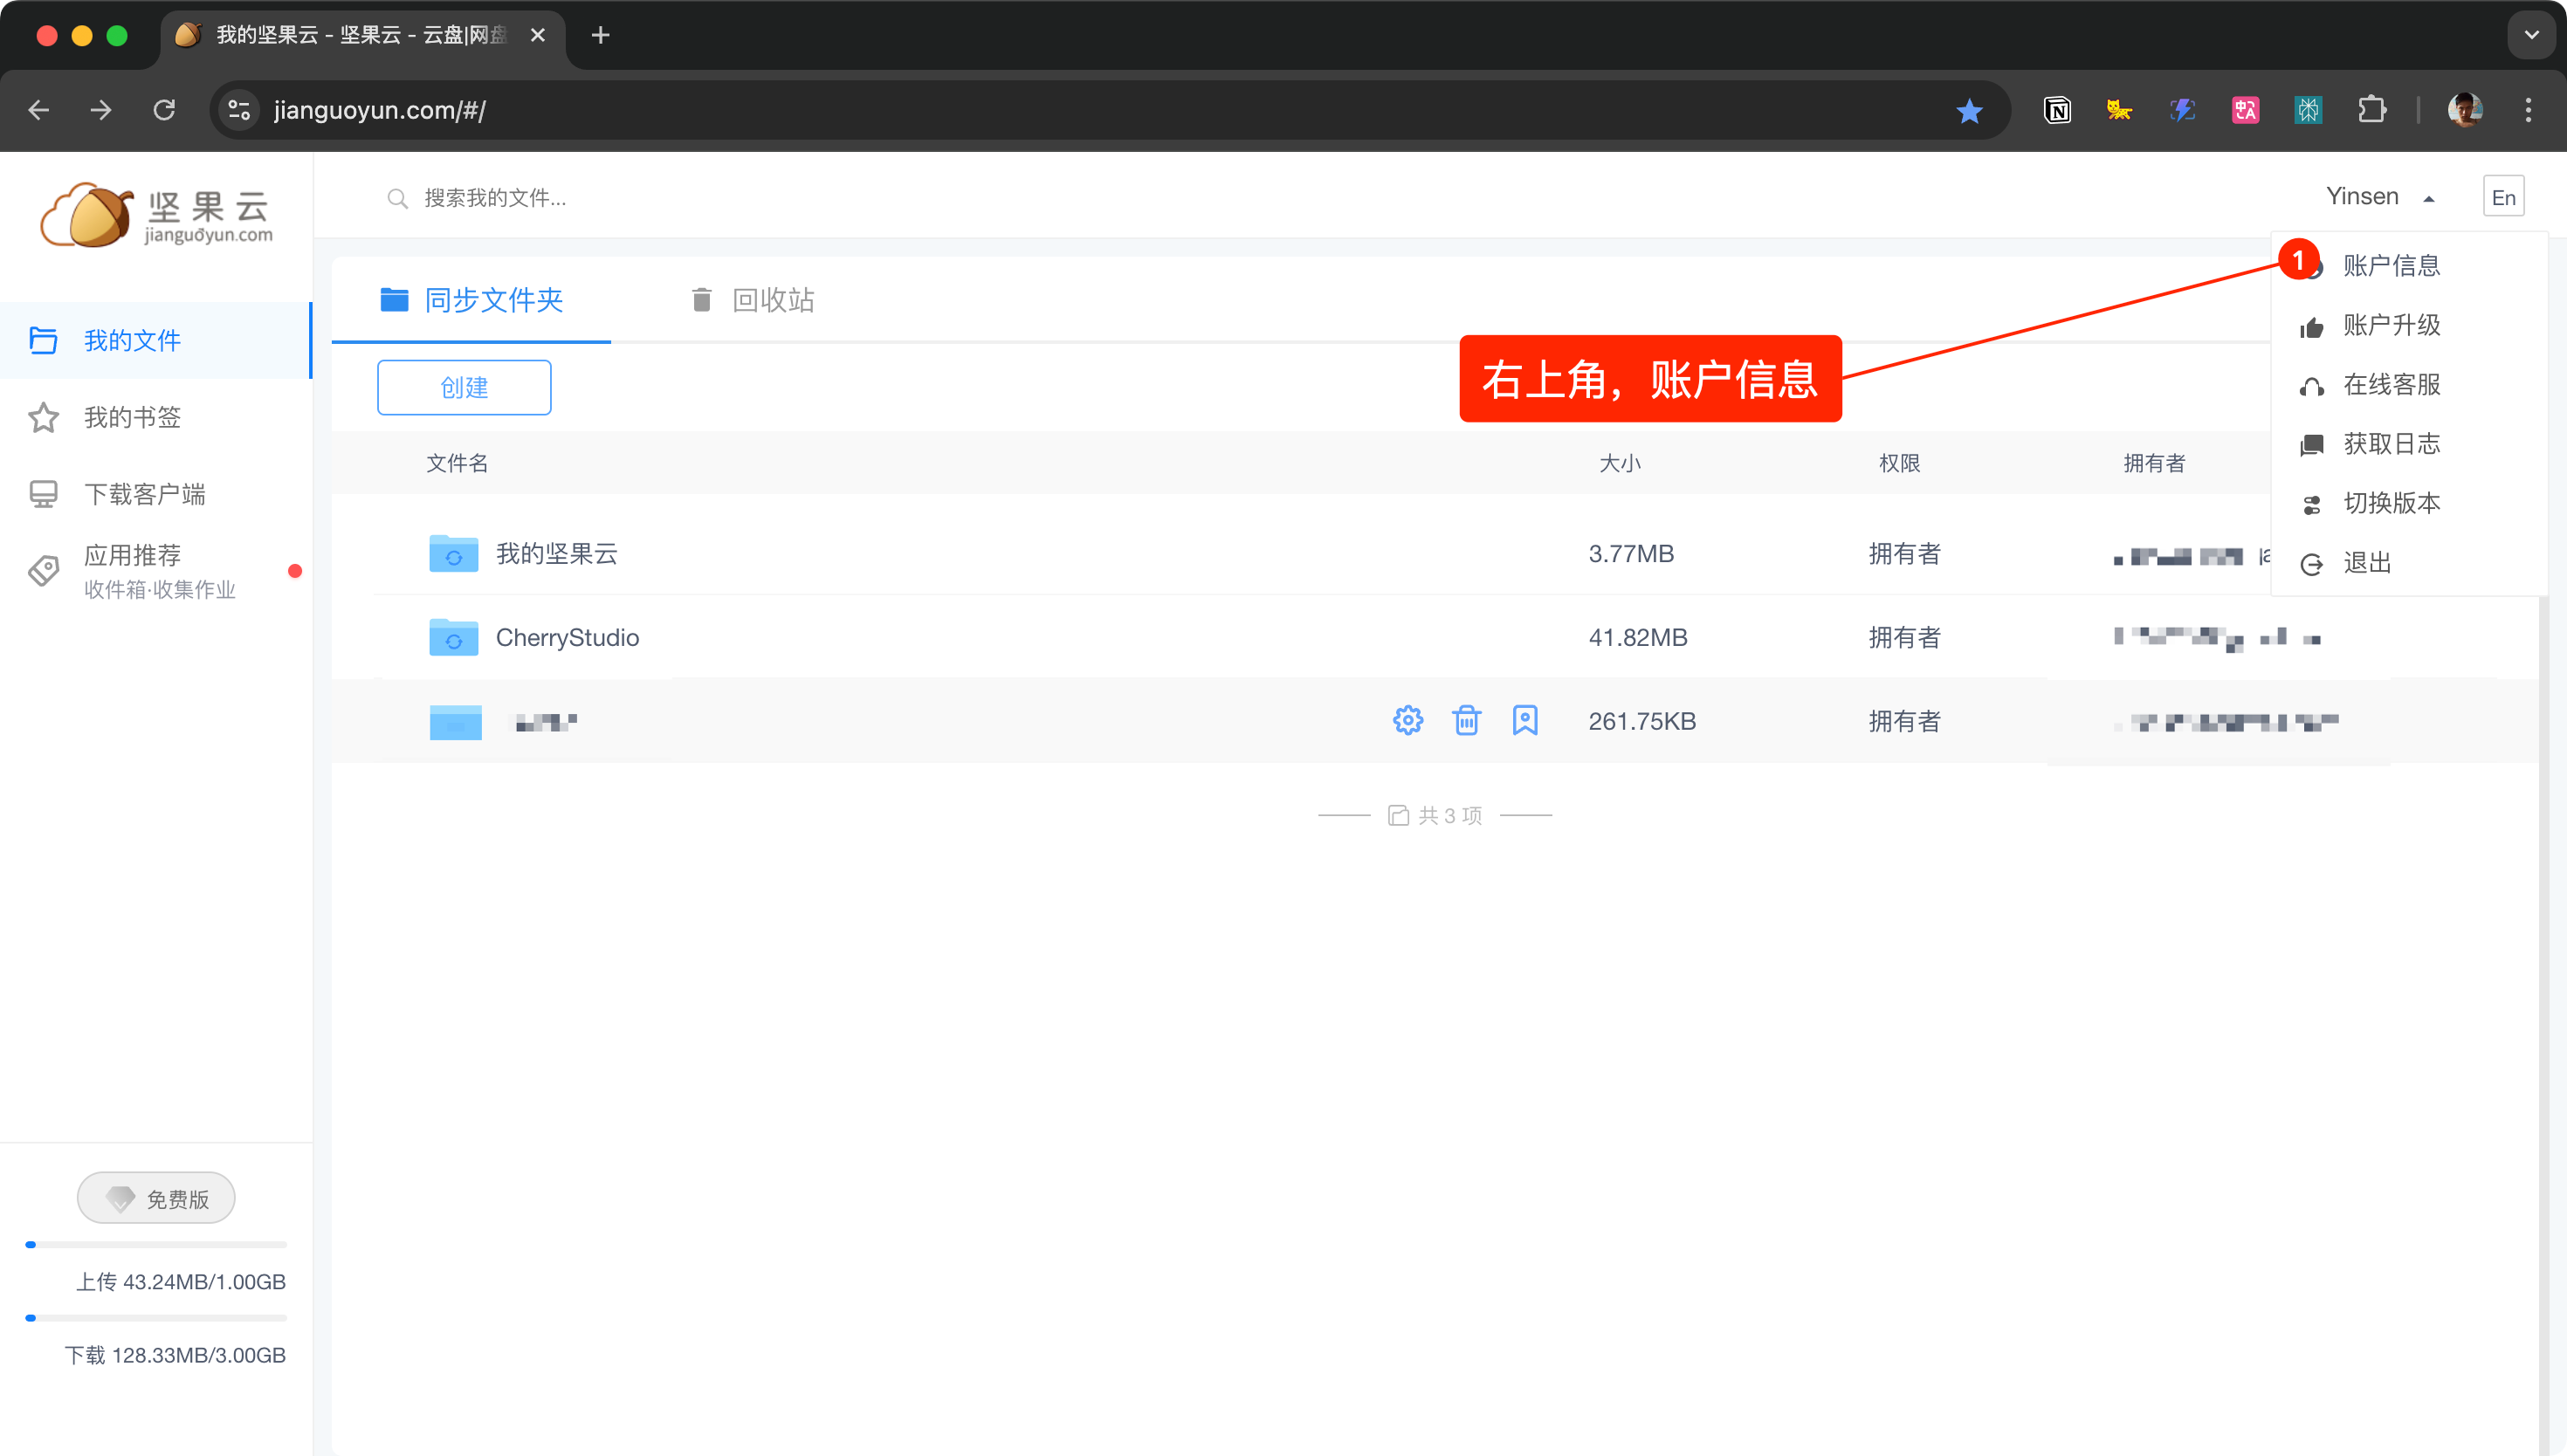 我的坚果云 - 坚果云 - 云盘|网盘
jianguoyun.com/#/
坚果云
jianguoyun.com
搜索我的文件...
Yinsen
En
我的文件
我的书签
下载客户端
应用推荐
收件箱·收集作业
同步文件夹
回收站
1
账户信息
账户升级
在线客服
获取日志
切换版本
退出
右上角，账户信息
创建
文件名
大小
权限
拥有者
我的坚果云
3.77MB
拥有者
CherryStudio
41.82MB
拥有者
261.75KB
拥有者
共 3 项
免费版
上传 43.24MB/1.00GB
下载 128.33MB/3.00GB